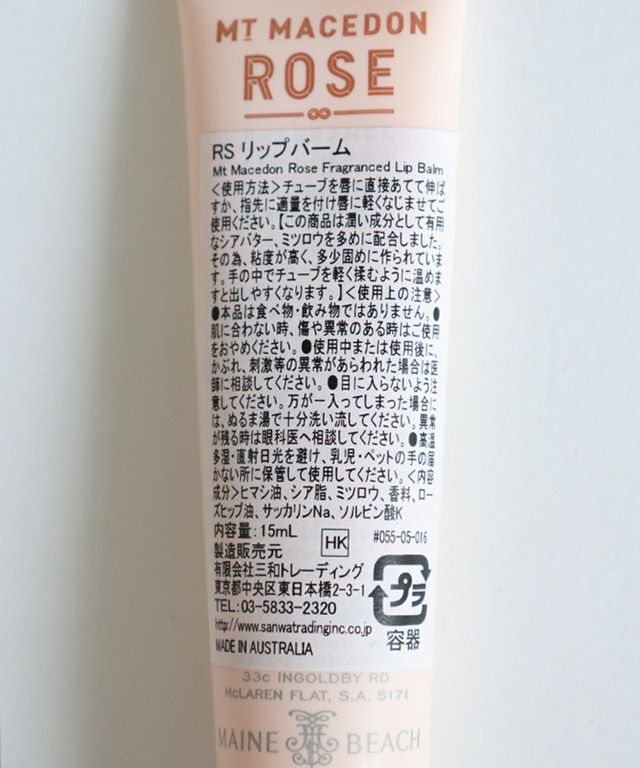 MT MACEDON
ROSE
RS リップバーム
Mt Macedon Rose Fragranced Lip Balm
＜使用方法＞チューブを唇に直接あてて伸ば
すか、指先に適量を付け唇に軽くなじませてご
使用ください。【この商品は潤い成分として有用
なシアバター、ミツロウを多めに配合しました。
その為、粘度が高く、多少固めに作られていま
す。手の中でチューブを軽く揉むように温めま
すと出しやすくなります。】＜使用上の注意＞
●本品は食べ物・飲み物ではありません。●
肌に合わない時、傷や異常のある時はご使用
をおやめください。●使用中または使用後に、
かぶれ、刺激等の異常があらわれた場合は医
師に相談してください。●目に入らないよう注
意してください。万が一入ってしまった場合に
は、ぬるま湯で十分洗い流してください。異常
が残る時は眼科医へ相談してください。●高温
多湿・直射日光を避け、乳児・ペットの手の届
かない所に保管して使用してください。＜内容
成分＞ヒマシ油、シア脂、ミツロウ、香料、ロー
ズヒップ油、サッカリンNa、ソルビン酸K
内容量：15mL HK #055-05-016
製造販売元
有限会社三和トレーディング
東京都中央区東日本橋2-3-1
TEL：03-5833-2320
http://www.sanwatradinginc.co.jp
MADE IN AUSTRALIA
プラ
容器
33c INGOLDBY RD
McLAREN FLAT, S.A. 5171
MAINE BEACH